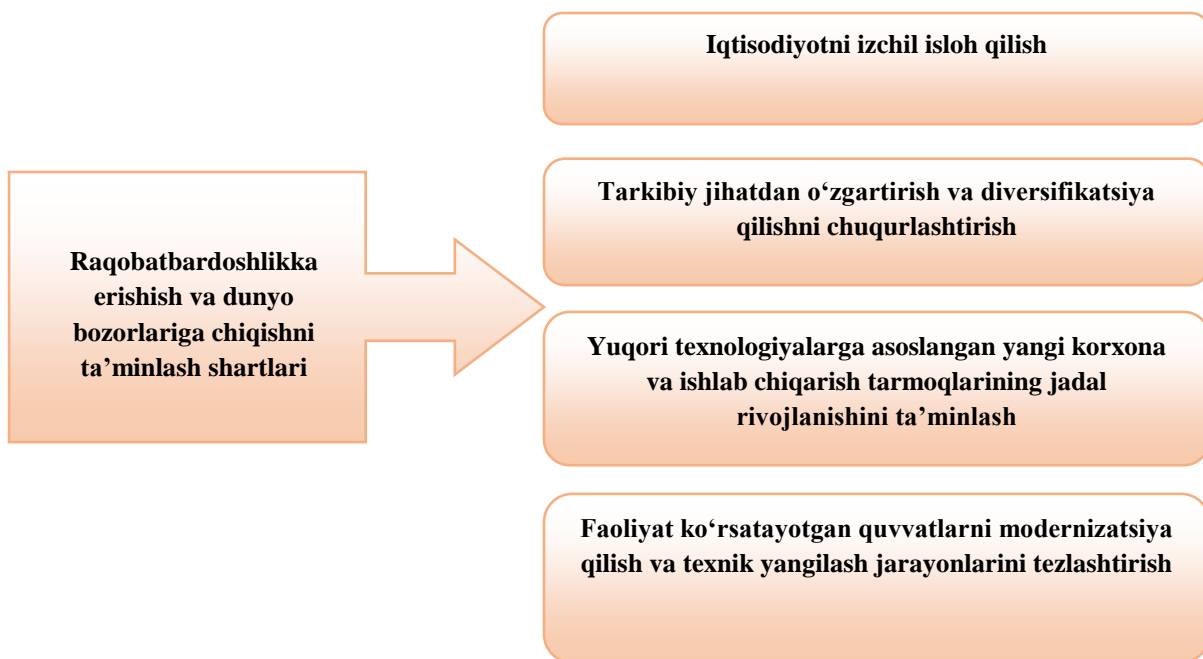 Raqobatbardoshlikka
erishish va dunyo
bozorlariga chiqishni
ta’minlash shartlari
Iqtisodiyotni izchil isloh qilish
Tarkibiy jihatdan o‘zgartirish va diversifikatsiya
qilishni chuqurlashtirish
Yuqori texnologiyalarga asoslangan yangi korxona
va ishlab chiqarish tarmoqlarining jadal
rivojlanishini ta’minlash
Faoliyat ko‘rsatayotgan quvvatlarni modernizatsiya
qilish va texnik yangilash jarayonlarini tezlashtirish